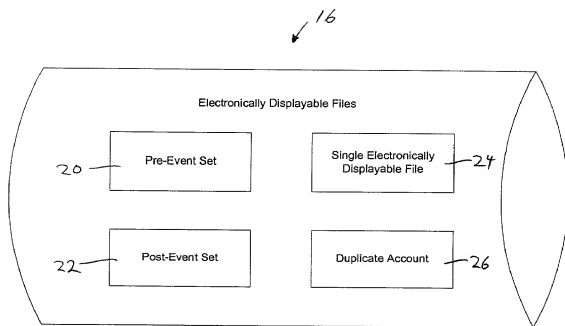 16
Electronically Displayable Files
20
Pre-Event Set
Single Electronically
Displayable File
24
22
Post-Event Set
Duplicate Account
26